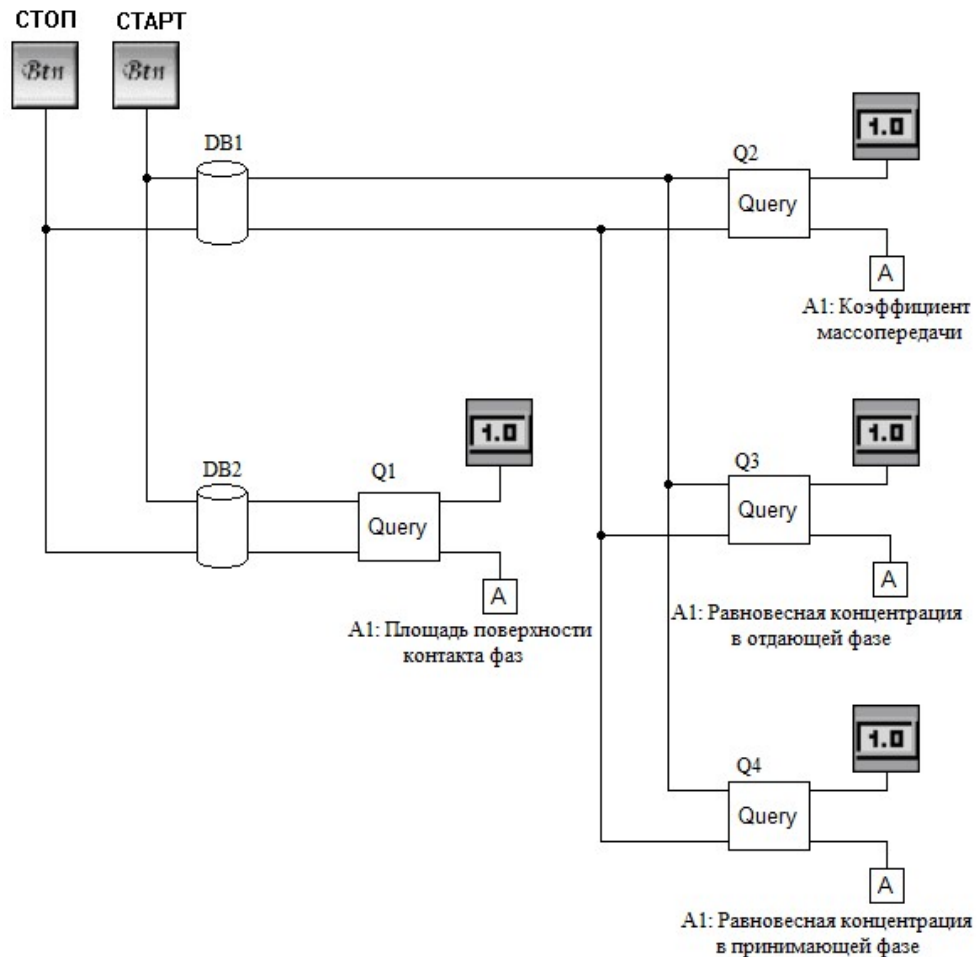 СТОП
СТАРТ
Btn
Btn
1.0
DB1
Q2
Query
A
A1: Коэффициент
массопередачи
1.0
1.0
DB2
Q1
Q3
Query
Query
A
A
A1: Площадь поверхности
контакта фаз
A1: Равновесная концентрация
в отдающей фазе
1.0
Q4
Query
A
A1: Равновесная концентрация
в принимающей фазе